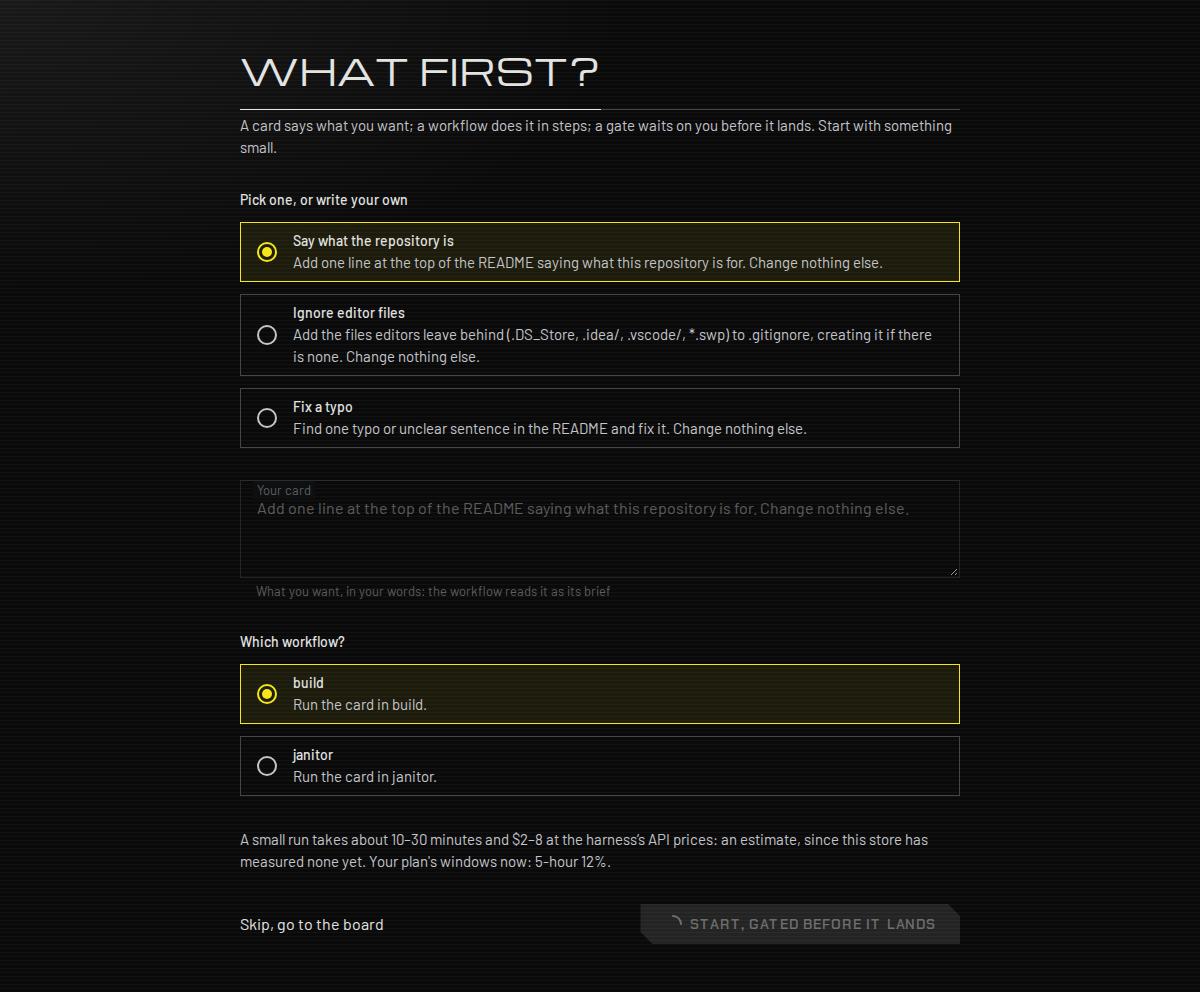 WHAT FIRST?
A card says what you want; a workflow does it in steps; a gate waits on you before it lands. Start with something
small.
Pick one, or write your own
Say what the repository is
Add one line at the top of the README saying what this repository is for. Change nothing else.
Ignore editor files
Add the files editors leave behind (.DS_Store, .idea/, .vscode/, *.swp) to .gitignore, creating it if there
is none. Change nothing else.
Fix a typo
Find one typo or unclear sentence in the README and fix it. Change nothing else.
Your card
Add one line at the top of the README saying what this repository is for. Change nothing else.
What you want, in your words: the workflow reads it as its brief
Which workflow?
build
Run the card in build.
janitor
Run the card in janitor.
A small run takes about 10–30 minutes and $2–8 at the harness’s API prices: an estimate, since this store has
measured none yet. Your plan's windows now: 5-hour 12%.
Skip, go to the board
START, GATED BEFORE IT LANDS